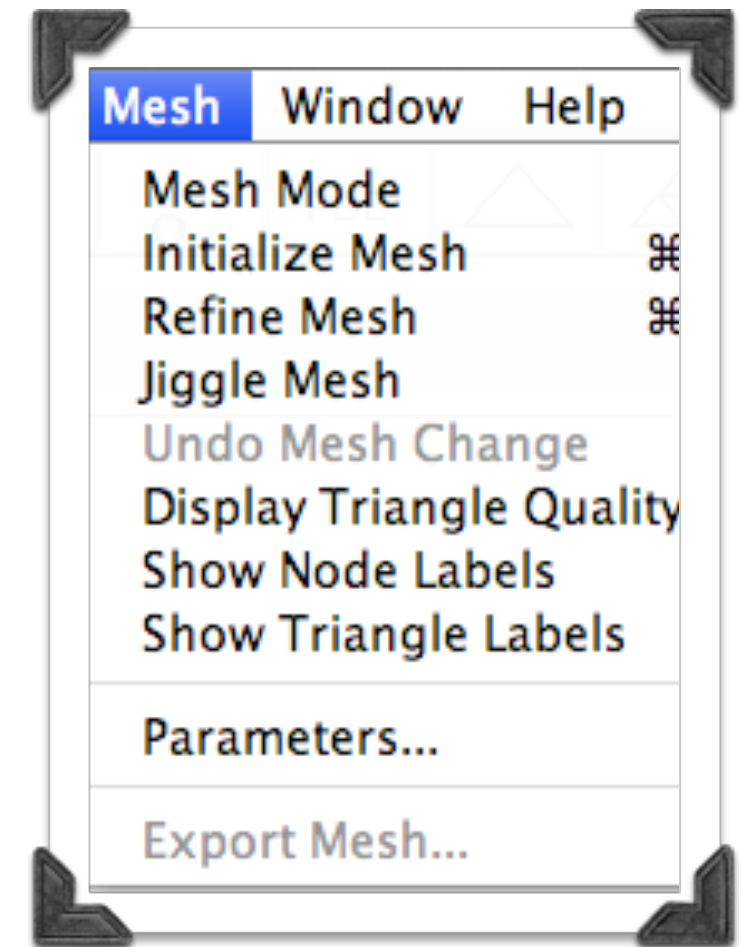 Mesh Window Help
Mesh Mode
Initialize Mesh ⌘
Refine Mesh ⌘
Jiggle Mesh
Undo Mesh Change
Display Triangle Quality
Show Node Labels
Show Triangle Labels
Parameters...
Export Mesh...